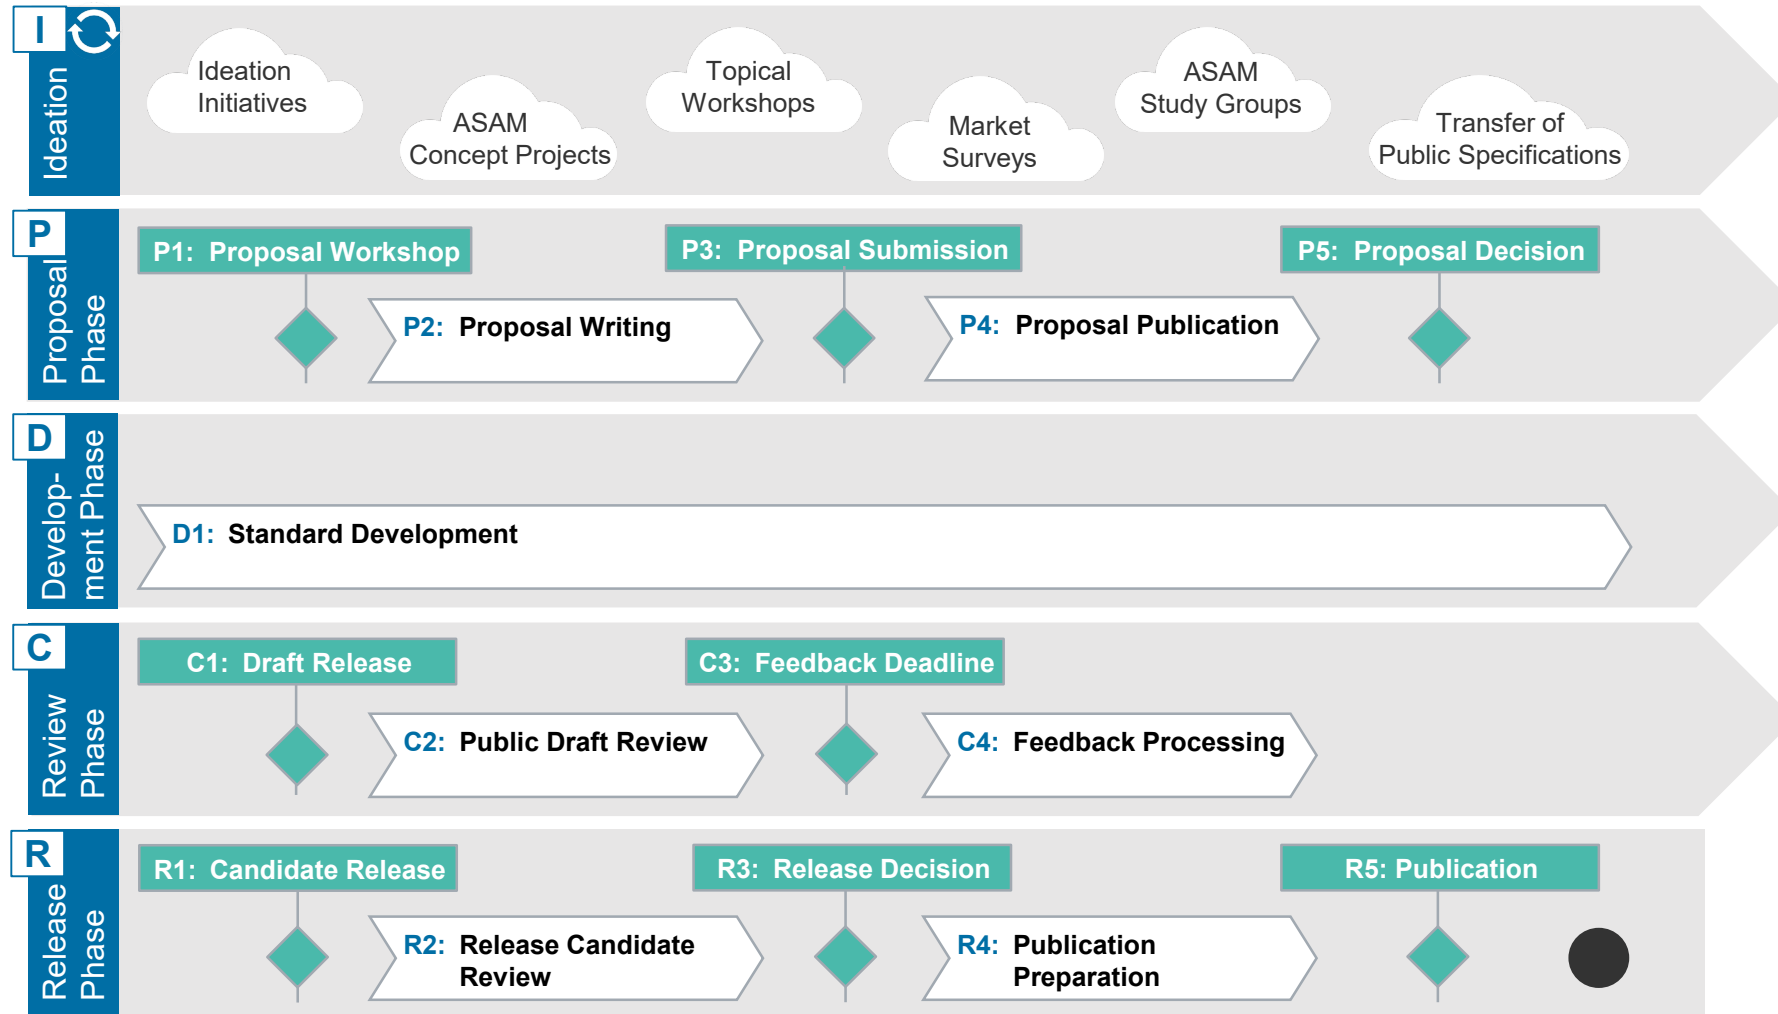 I
Ideation
Ideation
Initiatives
ASAM
Concept Projects
Topical
Workshops
Market
Surveys
ASAM
Study Groups
Transfer of
Public Specifications
P
Proposal
Phase
P1: Proposal Workshop
P2: Proposal Writing
P3: Proposal Submission
P4: Proposal Publication
P5: Proposal Decision
D
Develop-
ment Phase
D1: Standard Development
C
Review
Phase
C1: Draft Release
C2: Public Draft Review
C3: Feedback Deadline
C4: Feedback Processing
R
Release
Phase
R1: Candidate Release
R2: Release Candidate
Review
R3: Release Decision
R4: Publication
Preparation
R5: Publication